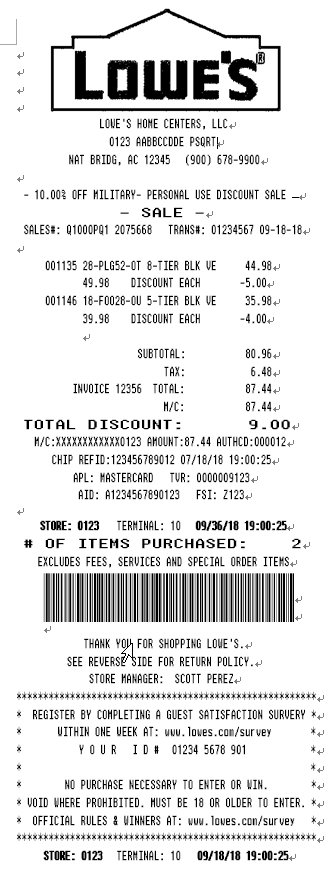 LOWE'S®
LOWE'S HOME CENTERS, LLC
0123 AABBCCDDE PSQRT
NAT BRIDG, AC 12345 (900) 678-9900
- 10.00% OFF MILITARY- PERSONAL USE DISCOUNT SALE -
- SALE -
SALES#: Q1000PQ1 2075668 TRANS#: 01234567 09-18-18
001135 28-PLG52-OT 8-TIER BLK VE 44.98
49.98 DISCOUNT EACH -5.00
001146 18-F0028-OU 5-TIER BLK VE 35.98
39.98 DISCOUNT EACH -4.00
SUBTOTAL: 80.96
TAX: 6.48
INVOICE 12356 TOTAL: 87.44
M/C: 87.44
TOTAL DISCOUNT: 9.00
M/C:XXXXXXXXXXXX0123 AMOUNT:87.44 AUTHCD:000012
CHIP REFID:123456789012 07/18/18 19:00:25
APL: MASTERCARD TVR: 0000009123
AID: A1234567890123 FSI: Z123
STORE: 0123 TERMINAL: 10 09/36/18 19:00:25
# OF ITEMS PURCHASED: 2
EXCLUDES FEES, SERVICES AND SPECIAL ORDER ITEMS
THANK YOU FOR SHOPPING LOWE'S.
SEE REVERSE SIDE FOR RETURN POLICY.
STORE MANAGER: SCOTT PEREZ
******************************************************
* REGISTER BY COMPLETING A GUEST SATISFACTION SURVERY *
* WITHIN ONE WEEK AT: www.lowes.com/survey *
* Y O U R I D # 01234 5678 901 *
* *
* NO PURCHASE NECESSARY TO ENTER OR WIN. *
* VOID WHERE PROHIBITED. MUST BE 18 OR OLDER TO ENTER. *
* OFFICIAL RULES & WINNERS AT: www.lowes.com/survey *
******************************************************
STORE: 0123 TERMINAL: 10 09/18/18 19:00:25